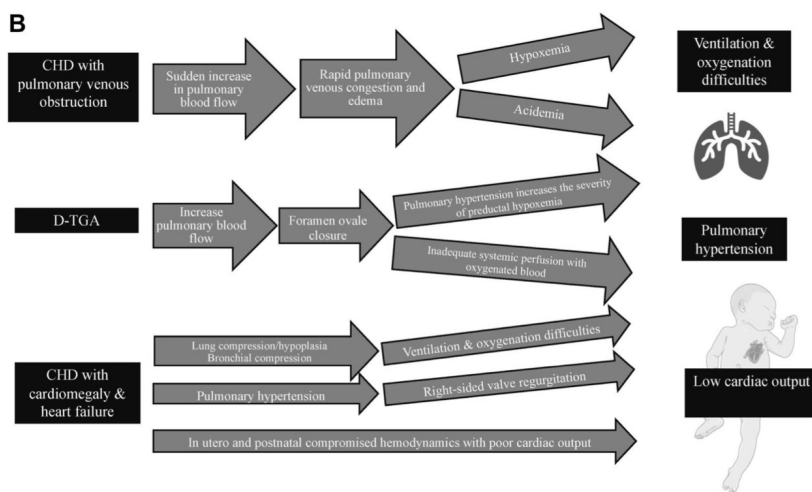 B
CHD with
pulmonary venous
obstruction
Sudden increase
in pulmonary
blood flow
Rapid pulmonary
venous congestion and
edema
Hypoxemia
Acidemia
Ventilation &
oxygenation
difficulties
D-TGA
Increase
pulmonary blood
flow
Foramen ovale
closure
Pulmonary hypertension increases the severity
of preductal hypoxemia
Inadequate systemic perfusion with
oxygenated blood
Pulmonary
hypertension
CHD with
cardiomegaly &
heart failure
Lung compression/hypoplasia
Bronchial compression
Ventilation & oxygenation difficulties
Pulmonary hypertension
Right-sided valve regurgitation
In utero and postnatal compromised hemodynamics with poor cardiac output
Low cardiac output